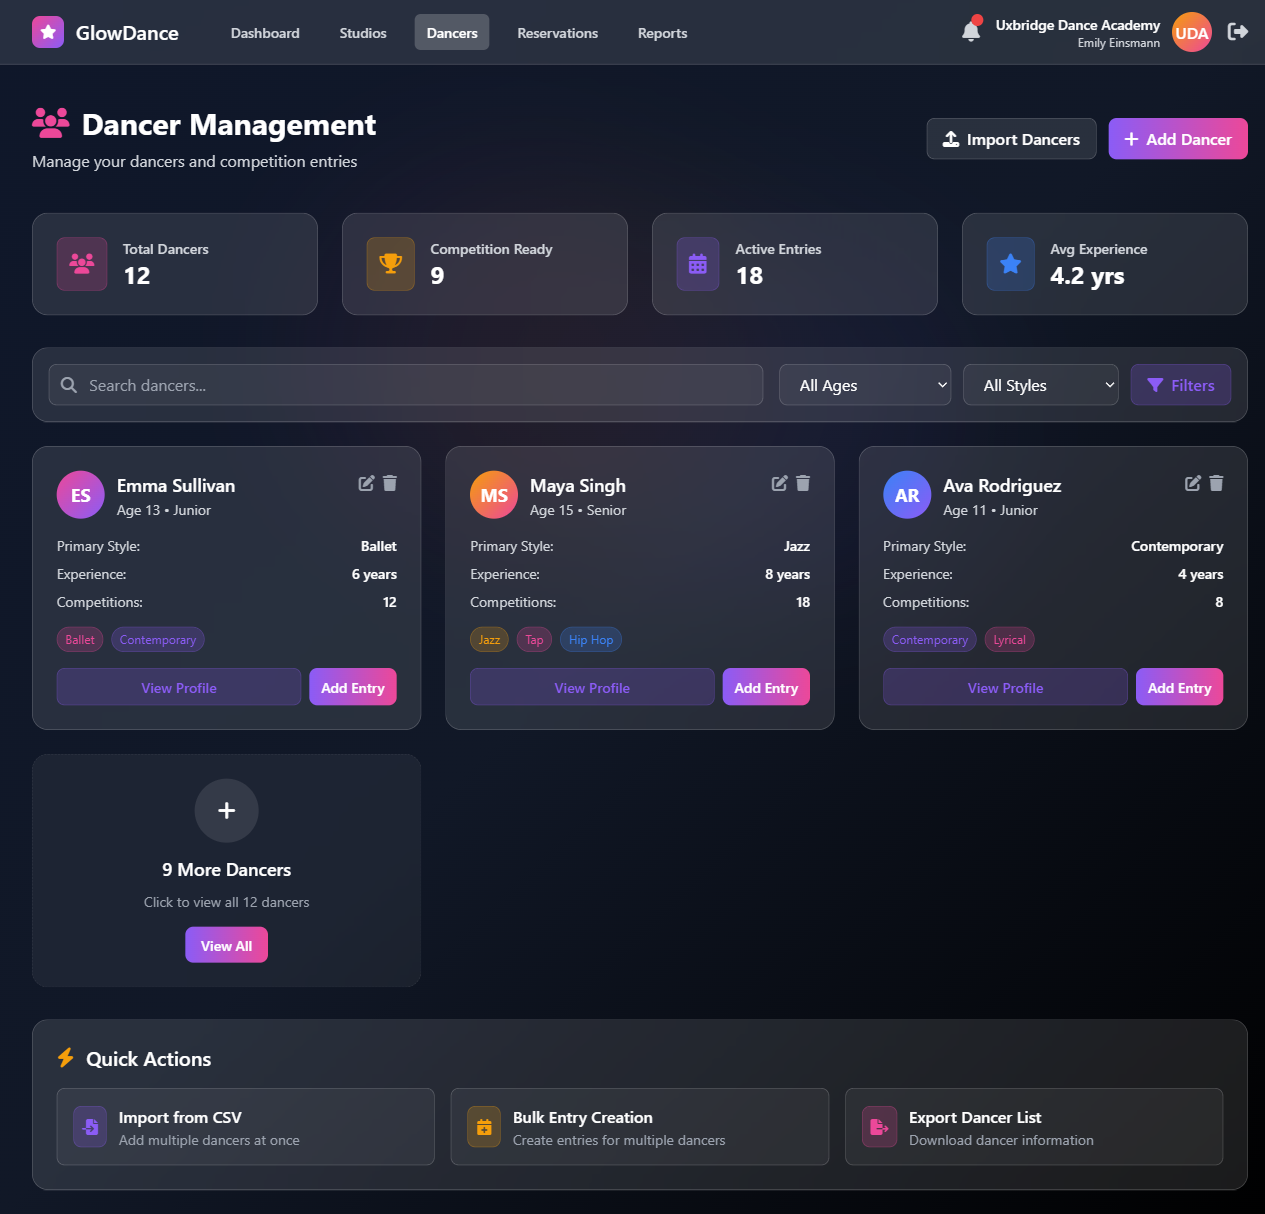 GlowDance
Dashboard
Studios
Dancers
Reservations
Reports
Uxbridge Dance Academy
Emily Einsmann
UDA
Dancer Management
Manage your dancers and competition entries
Import Dancers
Add Dancer
Total Dancers
12
Competition Ready
9
Active Entries
18
Avg Experience
4.2 yrs
Search dancers...
All Ages
All Styles
Filters
ES
Emma Sullivan
Age 13 • Junior
Primary Style: Ballet
Experience: 6 years
Competitions: 12
Ballet Contemporary
View Profile Add Entry
MS
Maya Singh
Age 15 • Senior
Primary Style: Jazz
Experience: 8 years
Competitions: 18
Jazz Tap Hip Hop
View Profile Add Entry
AR
Ava Rodriguez
Age 11 • Junior
Primary Style: Contemporary
Experience: 4 years
Competitions: 8
Contemporary Lyrical
View Profile Add Entry
9 More Dancers
Click to view all 12 dancers
View All
Quick Actions
Import from CSV
Add multiple dancers at once
Bulk Entry Creation
Create entries for multiple dancers
Export Dancer List
Download dancer information